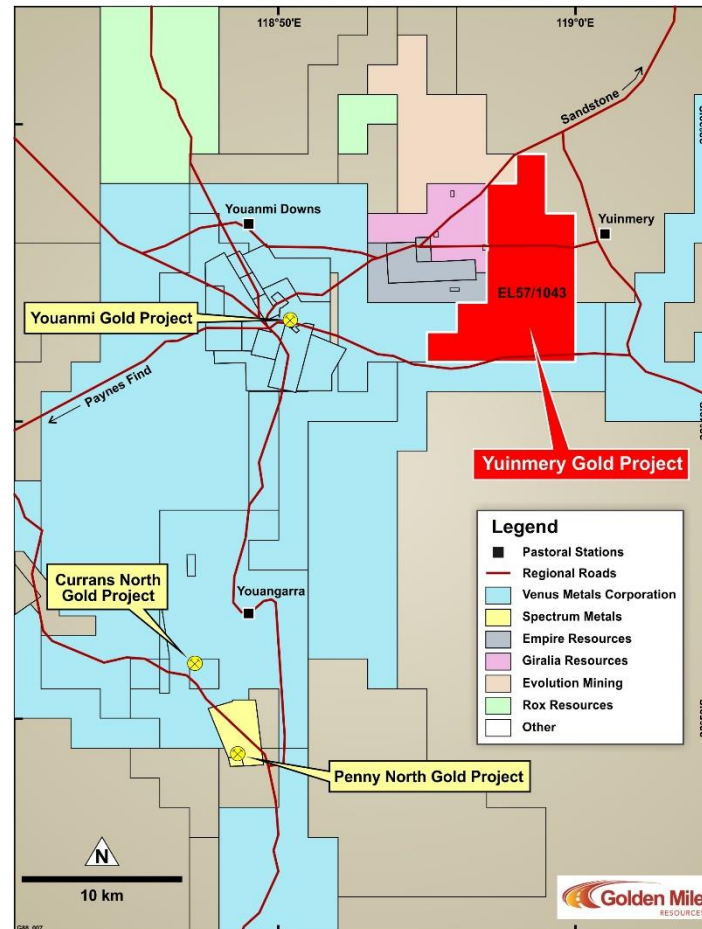 118°50'
119°0'
Sandstone
Youanmi Downs
Yuinmery
EL57/1043
Youanmi Gold Project
Paynes Find
Yuinmery Gold Project
Currans North
Gold Project
Youangarra
Penny North Gold Project
Legend
Pastoral Stations
Regional Roads
Venus Metals Corporation
Spectrum Metals
Empire Resources
Giralia Resources
Evolution Mining
Rox Resources
Other
N
10 km
Golden Mile
RESOURCES